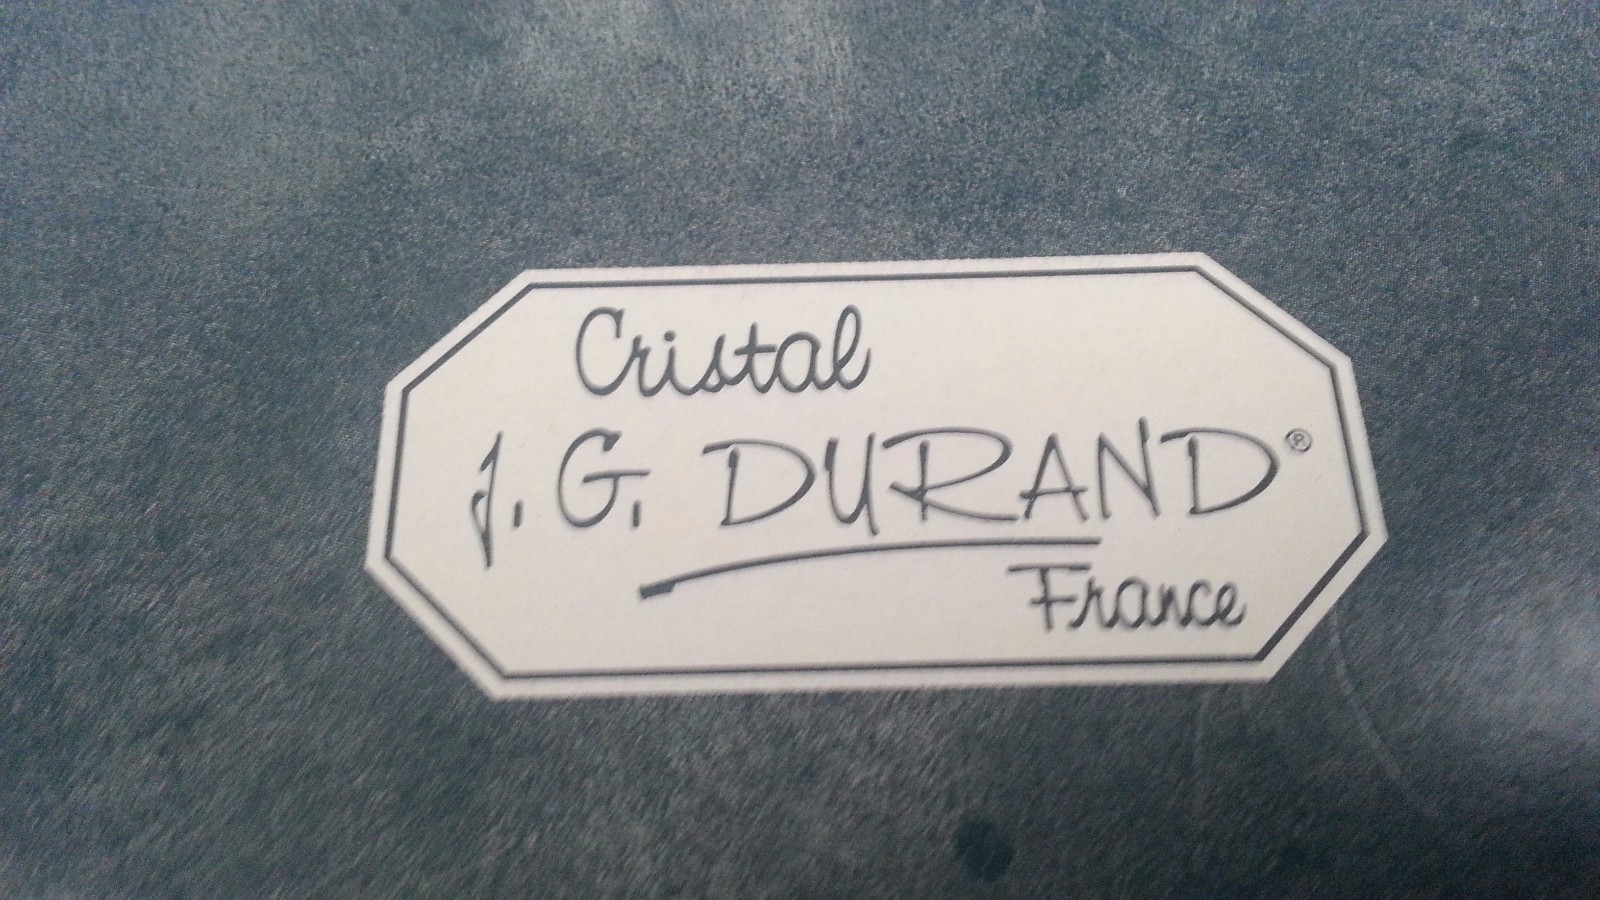 Cristal
J. G. DURAND®
France